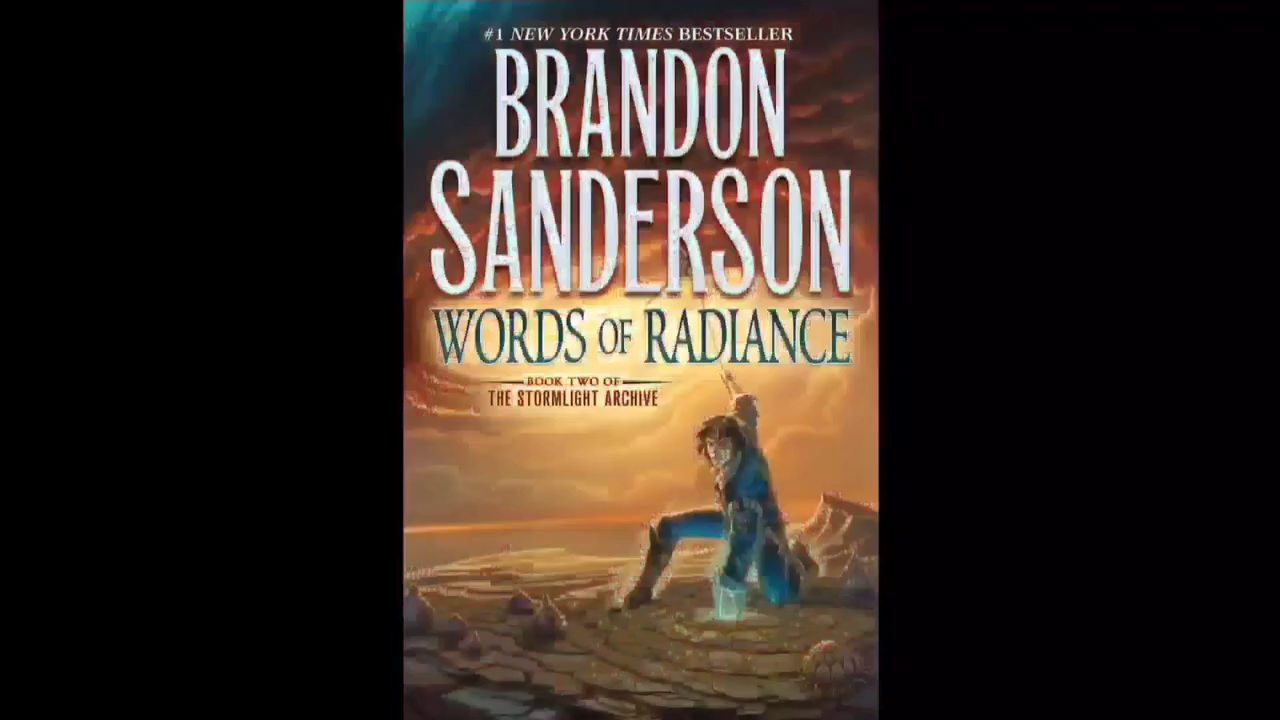 #1 NEW YORK TIMES BESTSELLER
BRANDON
SANDERSON
WORDS OF RADIANCE
BOOK TWO OF
THE STORMLIGHT ARCHIVE